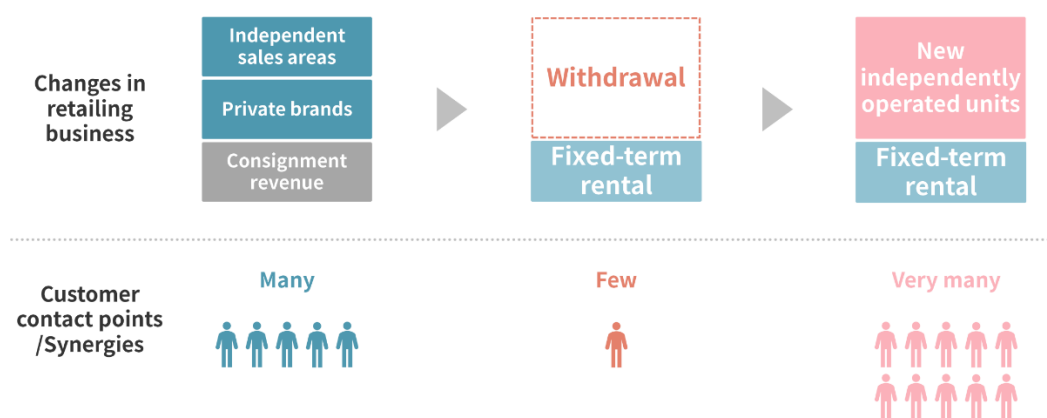 Changes in
retailing
business
Independent
sales areas
Private brands
Consignment
revenue
Withdrawal
Fixed-term
rental
New
independently
operated units
Fixed-term
rental
Customer
contact points
/Synergies
Many
Few
Very many